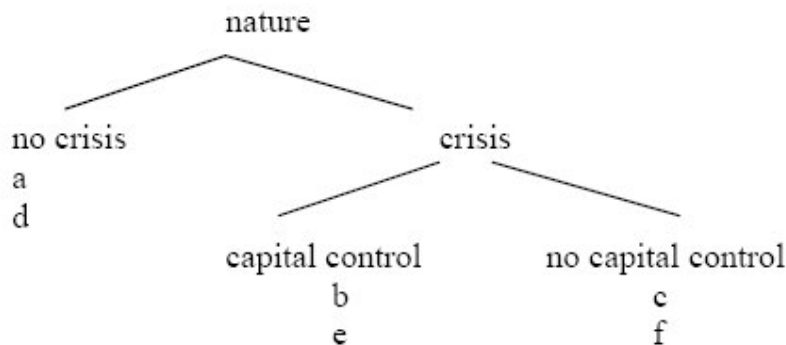 nature
no crisis
a
d
crisis
capital control
b
e
no capital control
c
f